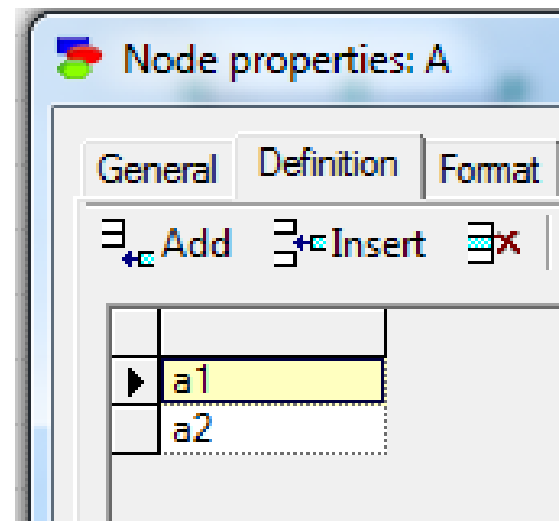 Node properties: A
General Definition Format
Add Insert
a1
a2